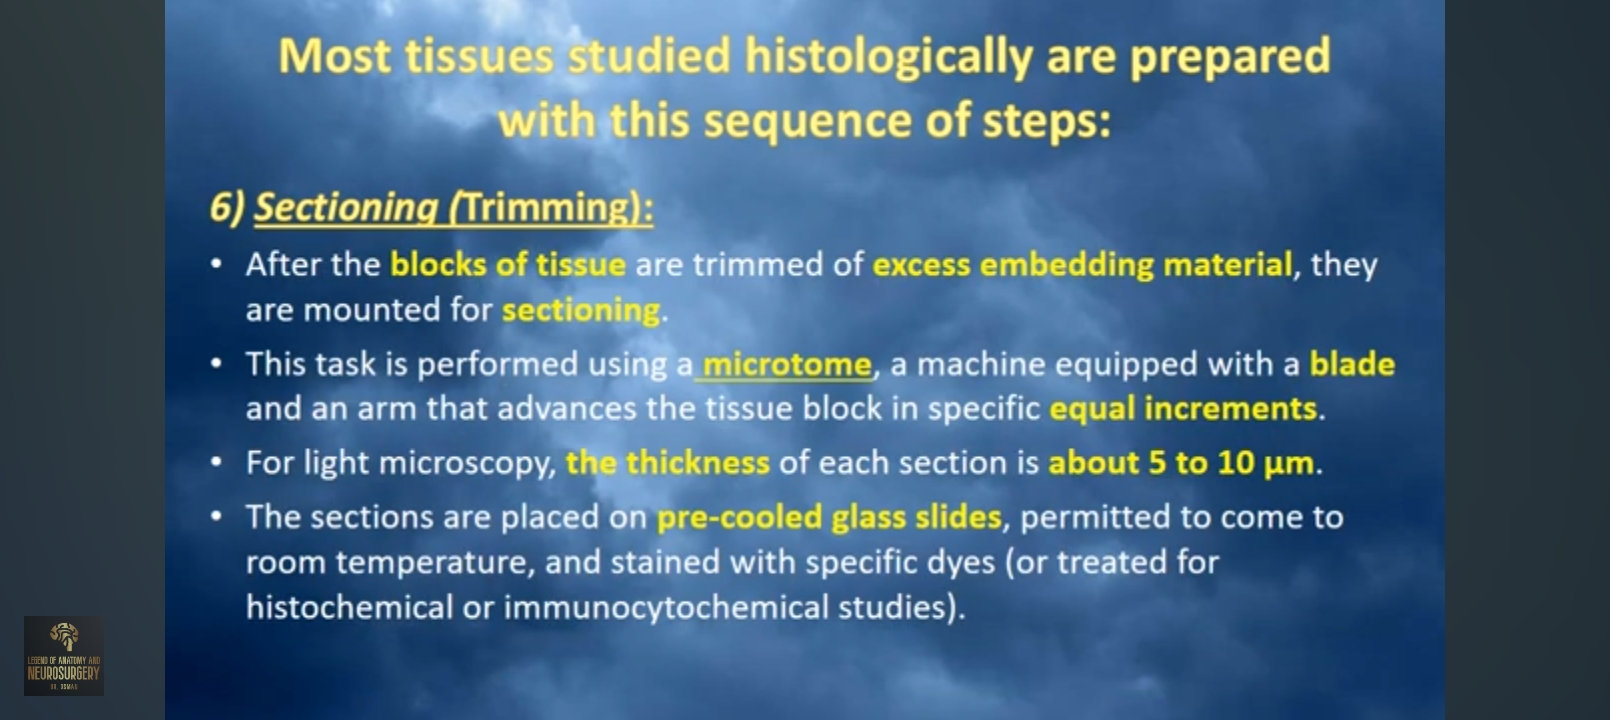 Most tissues studied histologically are prepared
with this sequence of steps:
6) Sectioning (Trimming):
• After the blocks of tissue are trimmed of excess embedding material, they
are mounted for sectioning.
• This task is performed using a microtome, a machine equipped with a blade
and an arm that advances the tissue block in specific equal increments.
• For light microscopy, the thickness of each section is about 5 to 10 μm.
• The sections are placed on pre-cooled glass slides, permitted to come to
room temperature, and stained with specific dyes (or treated for
histochemical or immunocytochemical studies).
LEGEND OF ANATOMY AND
NEUROSURGERY
DR. OSMAN